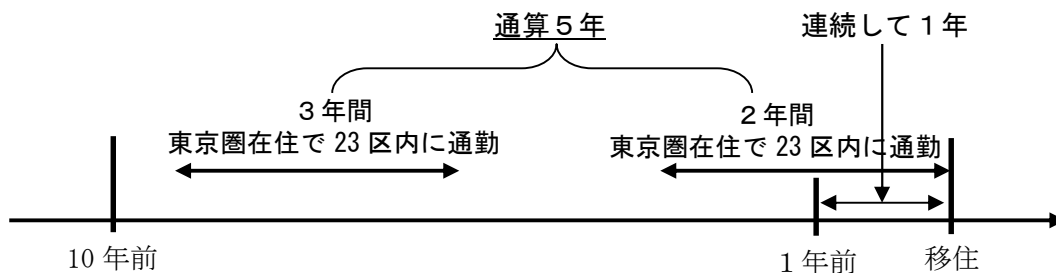 通算５年
連続して１年
３年間
東京圏在住で 23 区内に通勤
２年間
東京圏在住で 23 区内に通勤
10 年前
１年前
移住